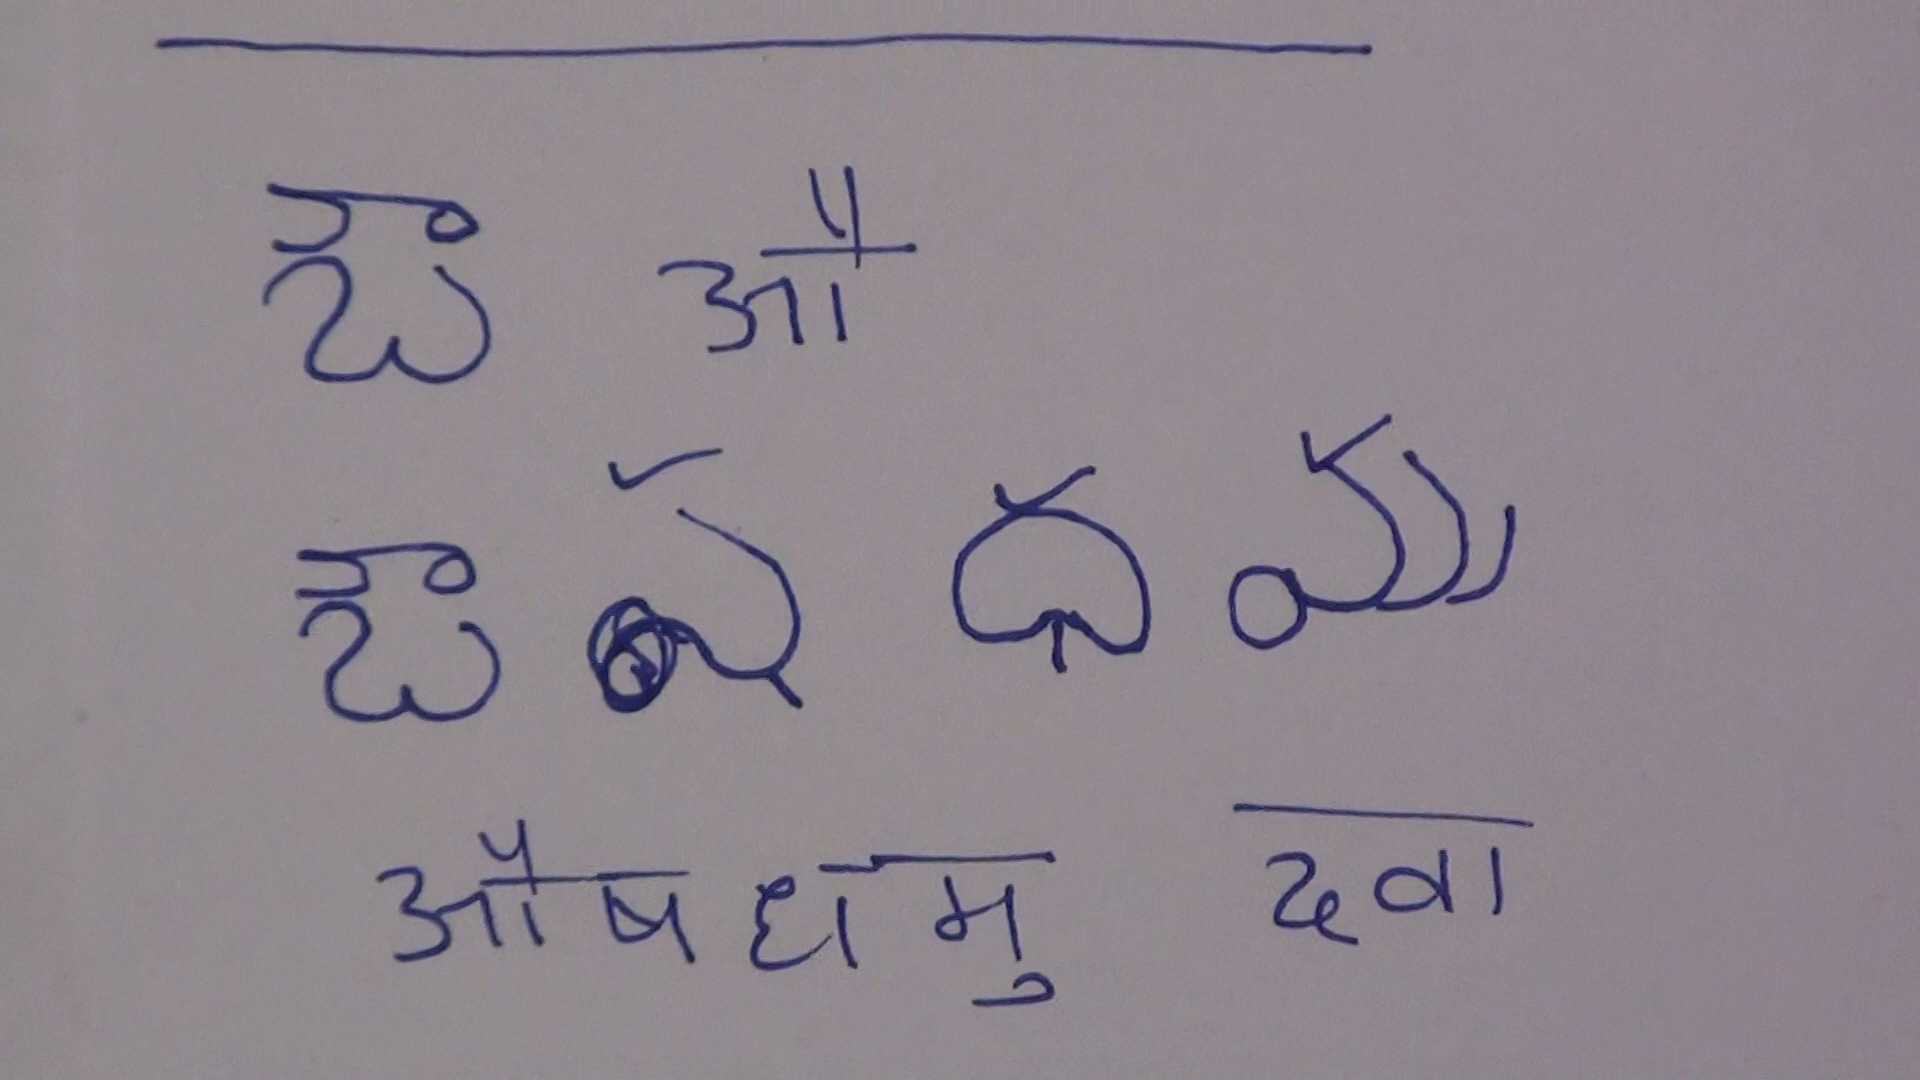 ఔ औ
ఔషధము
औषधमु दवा